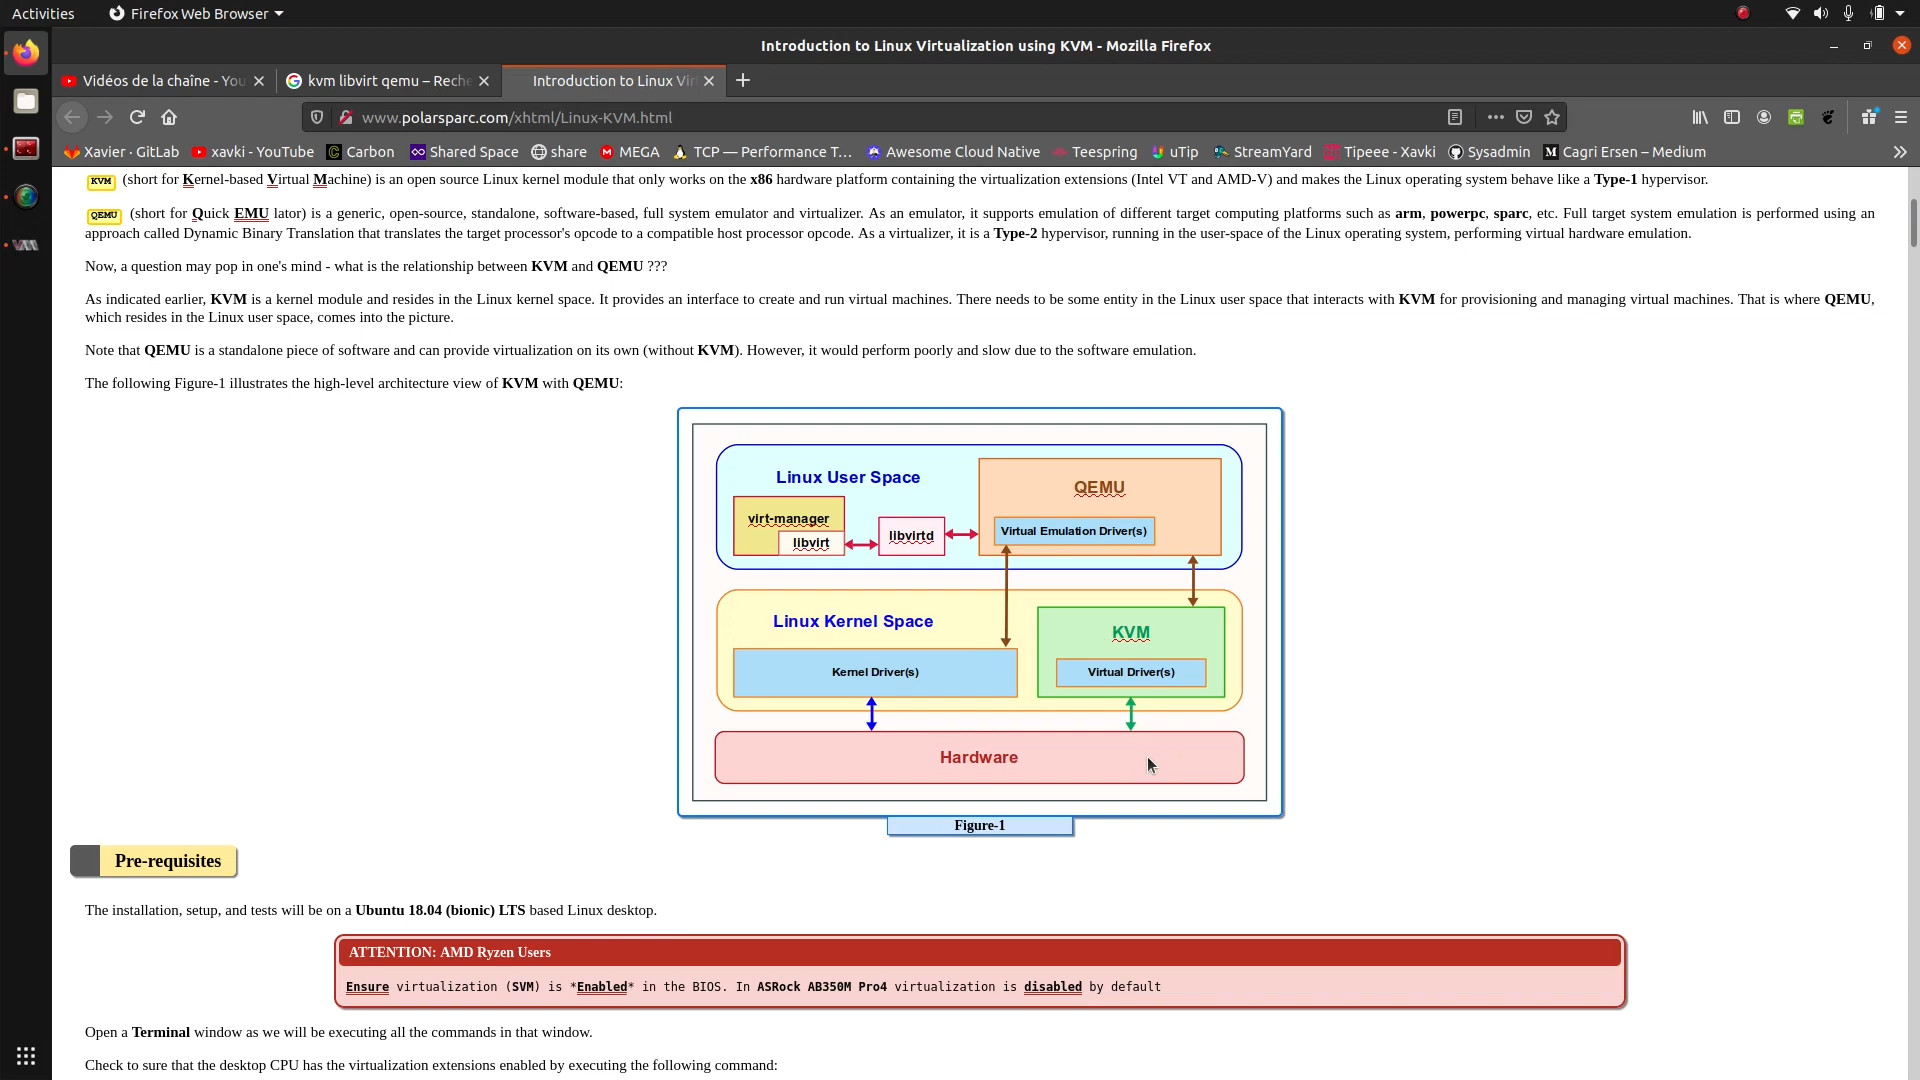 Activities Firefox Web Browser
Introduction to Linux Virtualization using KVM - Mozilla Firefox
Vidéos de la chaîne - You kvm libvirt qemu – Reche Introduction to Linux Vir
www.polarsparc.com/xhtml/Linux-KVM.html
Xavier · GitLab xavki - YouTube Carbon Shared Space share MEGA TCP — Performance T... Awesome Cloud Native Teespring uTip StreamYard Tipeee - Xavki Sysadmin Cagri Ersen – Medium
KVM (short for Kernel-based Virtual Machine) is an open source Linux kernel module that only works on the x86 hardware platform containing the virtualization extensions (Intel VT and AMD-V) and makes the Linux operating system behave like a Type-1 hypervisor.
QEMU (short for Quick EMU lator) is a generic, open-source, standalone, software-based, full system emulator and virtualizer. As an emulator, it supports emulation of different target computing platforms such as arm, powerpc, sparc, etc. Full target system emulation is performed using an
approach called Dynamic Binary Translation that translates the target processor's opcode to a compatible host processor opcode. As a virtualizer, it is a Type-2 hypervisor, running in the user-space of the Linux operating system, performing virtual hardware emulation.
Now, a question may pop in one's mind - what is the relationship between KVM and QEMU ???
As indicated earlier, KVM is a kernel module and resides in the Linux kernel space. It provides an interface to create and run virtual machines. There needs to be some entity in the Linux user space that interacts with KVM for provisioning and managing virtual machines. That is where QEMU,
which resides in the Linux user space, comes into the picture.
Note that QEMU is a standalone piece of software and can provide virtualization on its own (without KVM). However, it would perform poorly and slow due to the software emulation.
The following Figure-1 illustrates the high-level architecture view of KVM with QEMU:
Linux User Space
QEMU
virt-manager
libvirt
libvirtd
Virtual Emulation Driver(s)
Linux Kernel Space
KVM
Kernel Driver(s)
Virtual Driver(s)
Hardware
Figure-1
Pre-requisites
The installation, setup, and tests will be on a Ubuntu 18.04 (bionic) LTS based Linux desktop.
ATTENTION: AMD Ryzen Users
Ensure virtualization (SVM) is *Enabled* in the BIOS. In ASRock AB350M Pro4 virtualization is disabled by default
Open a Terminal window as we will be executing all the commands in that window.
Check to sure that the desktop CPU has the virtualization extensions enabled by executing the following command: